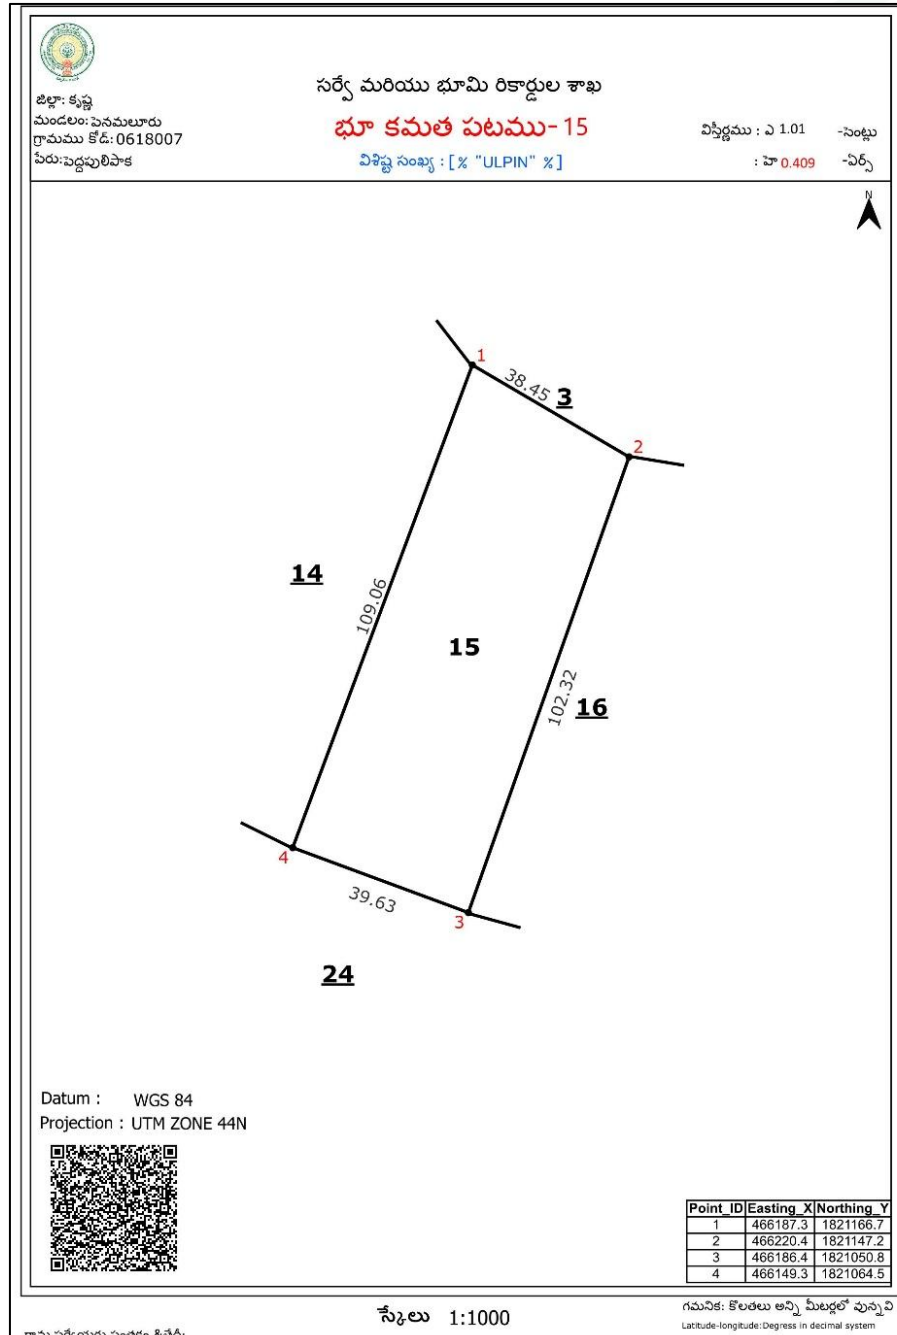 జిల్లా: కృష్ణ
మండలం: పెనమలూరు
గ్రామము కోడ్: 0618007
పేరు: పెద్దపులిపాక
సర్వే మరియు భూమి రికార్డుల శాఖ
భూ కమత పటము- 15
విశిష్ట సంఖ్య : [ % "ULPIN" % ]
విస్తీర్ణము : ఎ 1.01 -సెంట్లు
: హె 0.409 -ఏర్స్
N
1
38.45
3
2
14
109.06
15
102.32
16
4
39.63
3
24
Datum : WGS 84
Projection : UTM ZONE 44N
Point_ID Easting_X Northing_Y
1 466187.3 1821166.7
2 466220.4 1821147.2
3 466186.4 1821050.8
4 466149.3 1821064.5
స్కేలు 1:1000
గమనిక: కొలతలు అన్ని మీటర్లలో వున్నవి
Latitude-longitude:Degress in decimal system